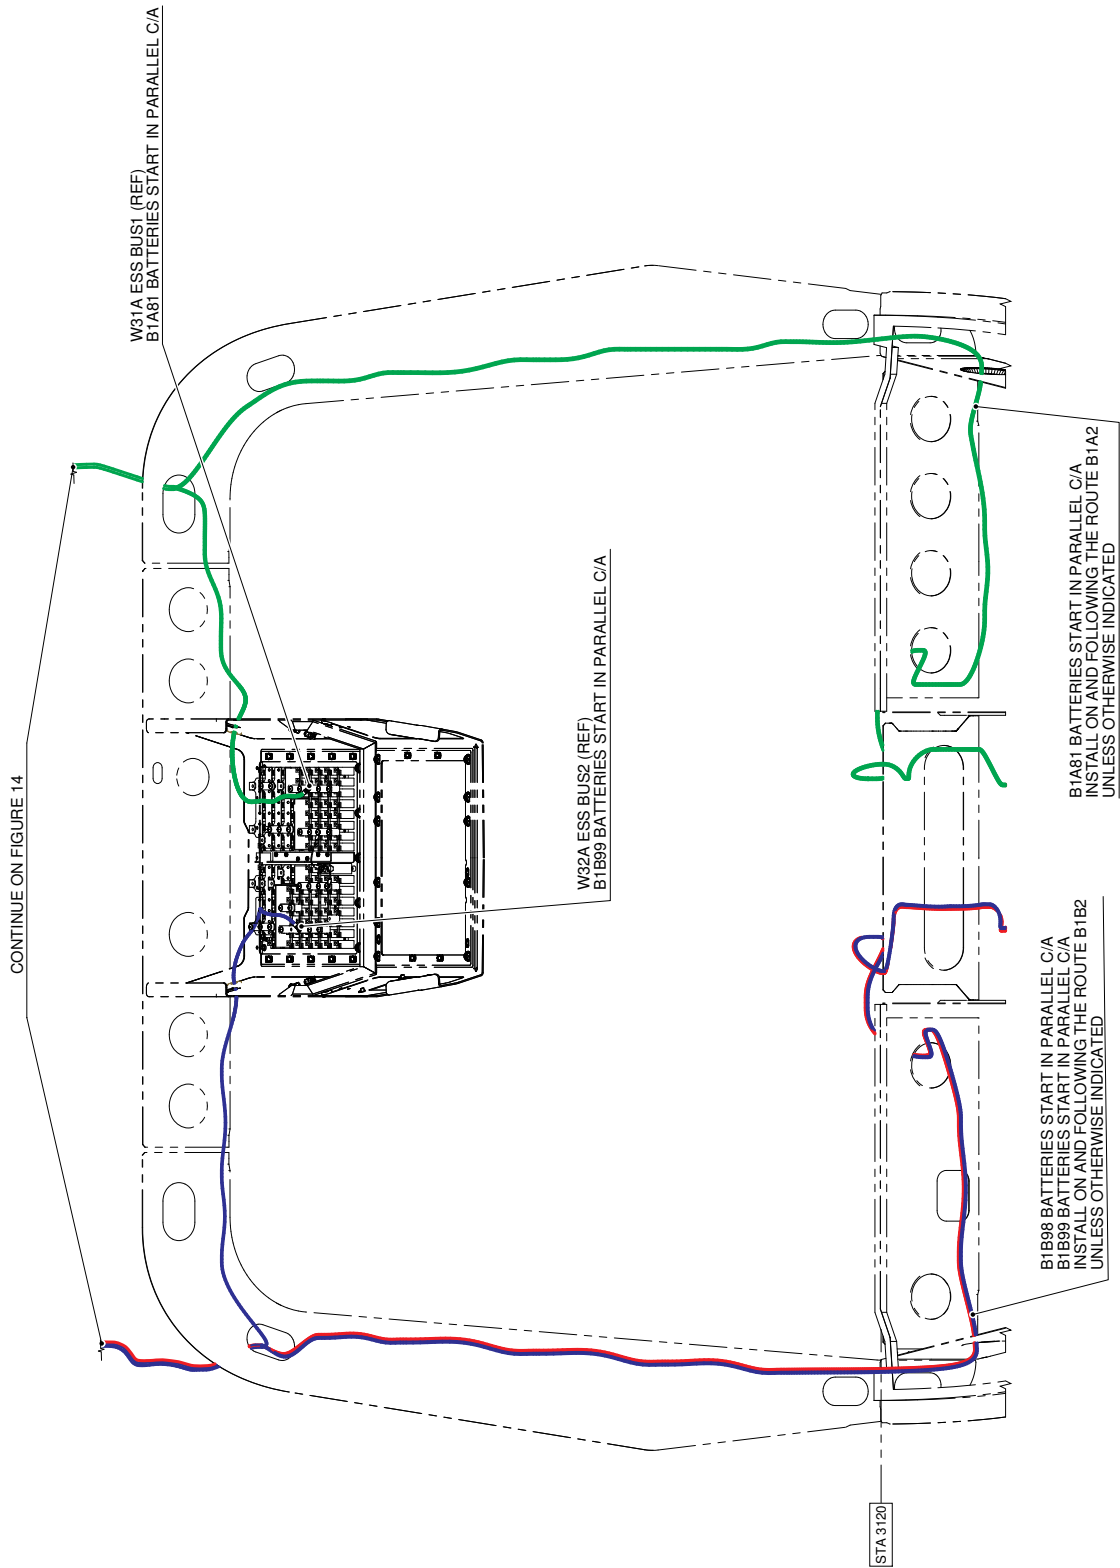 CONTINUE ON FIGURE 14
W31A ESS BUS1 (REF)
B1A81 BATTERIES START IN PARALLEL C/A
W32A ESS BUS2 (REF)
B1B99 BATTERIES START IN PARALLEL C/A
B1A81 BATTERIES START IN PARALLEL C/A
INSTALL ON AND FOLLOWING THE ROUTE B1A2
UNLESS OTHERWISE INDICATED
B1B98 BATTERIES START IN PARALLEL C/A
B1B99 BATTERIES START IN PARALLEL C/A
INSTALL ON AND FOLLOWING THE ROUTE B1B2
UNLESS OTHERWISE INDICATED
STA 3120